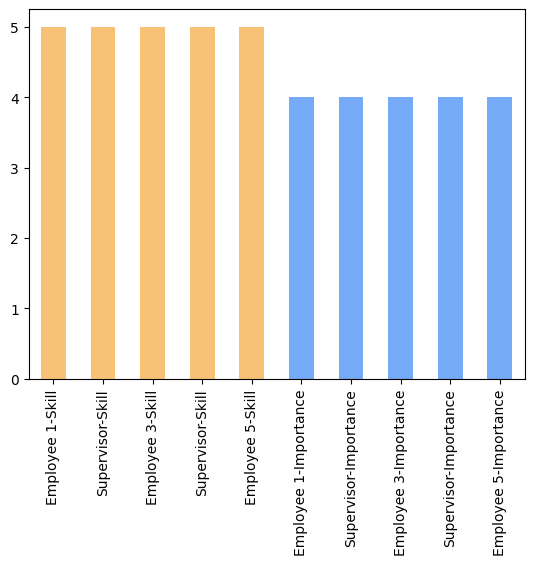 5
4
3
2
1
0
Employee 1-Skill
Supervisor-Skill
Employee 3-Skill
Supervisor-Skill
Employee 5-Skill
Employee 1-Importance
Supervisor-Importance
Employee 3-Importance
Supervisor-Importance
Employee 5-Importance